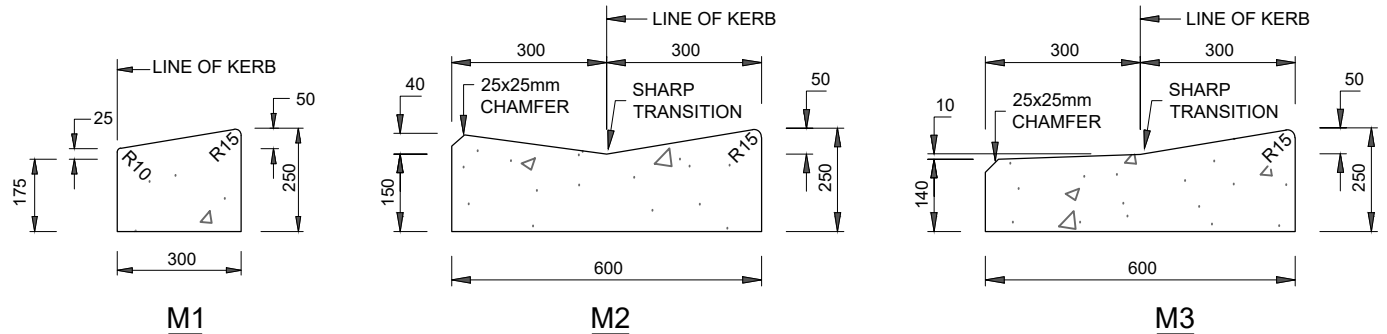 LINE OF KERB
25
50
R10
R15
175
250
300
M1
LINE OF KERB
300
300
40
25x25mm
CHAMFER
SHARP
TRANSITION
50
R15
150
250
600
M2
LINE OF KERB
300
300
10
25x25mm
CHAMFER
SHARP
TRANSITION
50
R15
140
250
600
M3